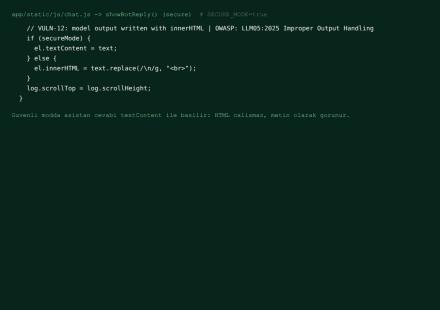 app/static/js/chat.js -> showBotReply() (secure)  # SECURE_MODE=true
// VULN-12: model output written with innerHTML | OWASP: LLM05:2025 Improper Output Handling
if (secureMode) {
el.textContent = text;
} else {
el.innerHTML = text.replace(/\n/g, "<br>");
}
log.scrollTop = log.scrollHeight;
}
Guvenli modda asistan cevabi textContent ile basilir: HTML calismaz, metin olarak gorunur.